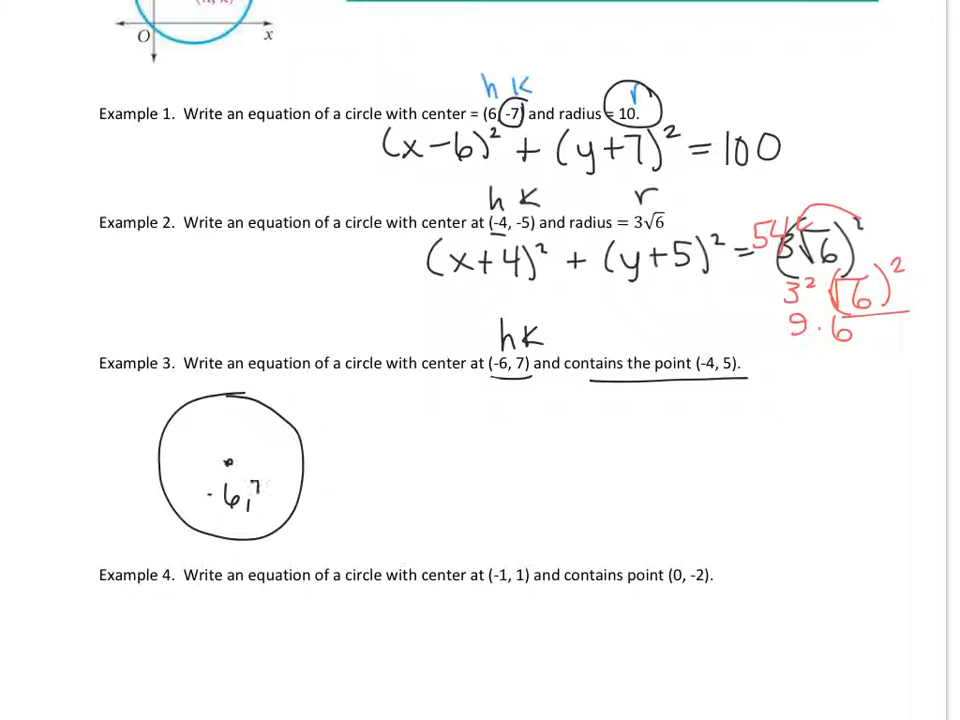 O x
h k
r
Example 1. Write an equation of a circle with center = (6, -7) and radius = 10.
(x-6)² + (y+7)² = 100
h k r
Example 2. Write an equation of a circle with center at (-4, -5) and radius = 3√6
(x+4)² + (y+5)² = 54 (3√6)²
3² (√6)²
9·6
h k
Example 3. Write an equation of a circle with center at (-6, 7) and contains the point (-4, 5).
-6,7
Example 4. Write an equation of a circle with center at (-1, 1) and contains point (0, -2).